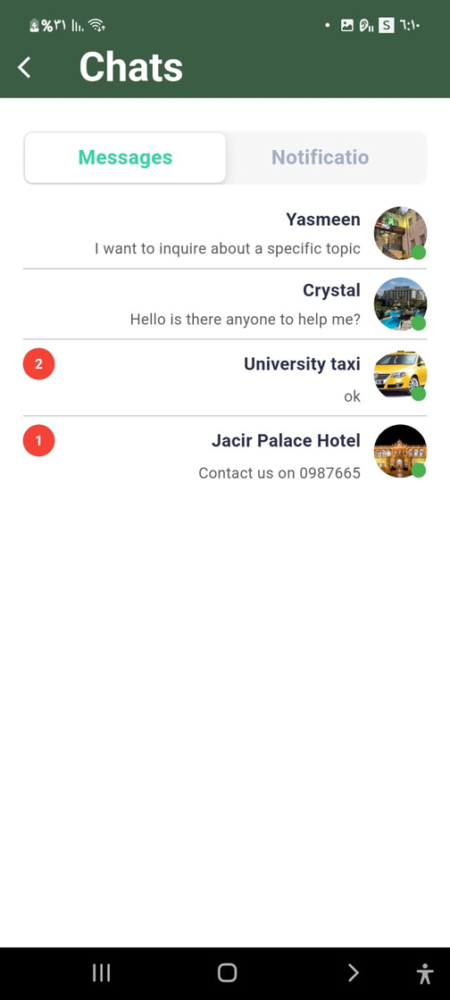 %٣١
S ٦:١٠
Chats
Messages
Notificatio
Yasmeen
I want to inquire about a specific topic
Crystal
Hello is there anyone to help me?
2
University taxi
ok
1
Jacir Palace Hotel
Contact us on 0987665